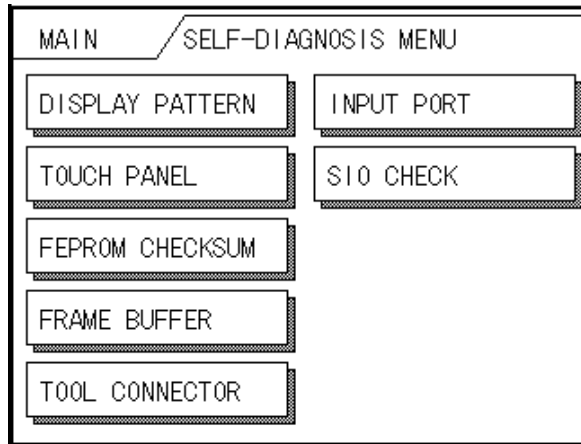 MAIN
SELF-DIAGNOSIS MENU
DISPLAY PATTERN
INPUT PORT
TOUCH PANEL
SIO CHECK
FEPROM CHECKSUM
FRAME BUFFER
TOOL CONNECTOR